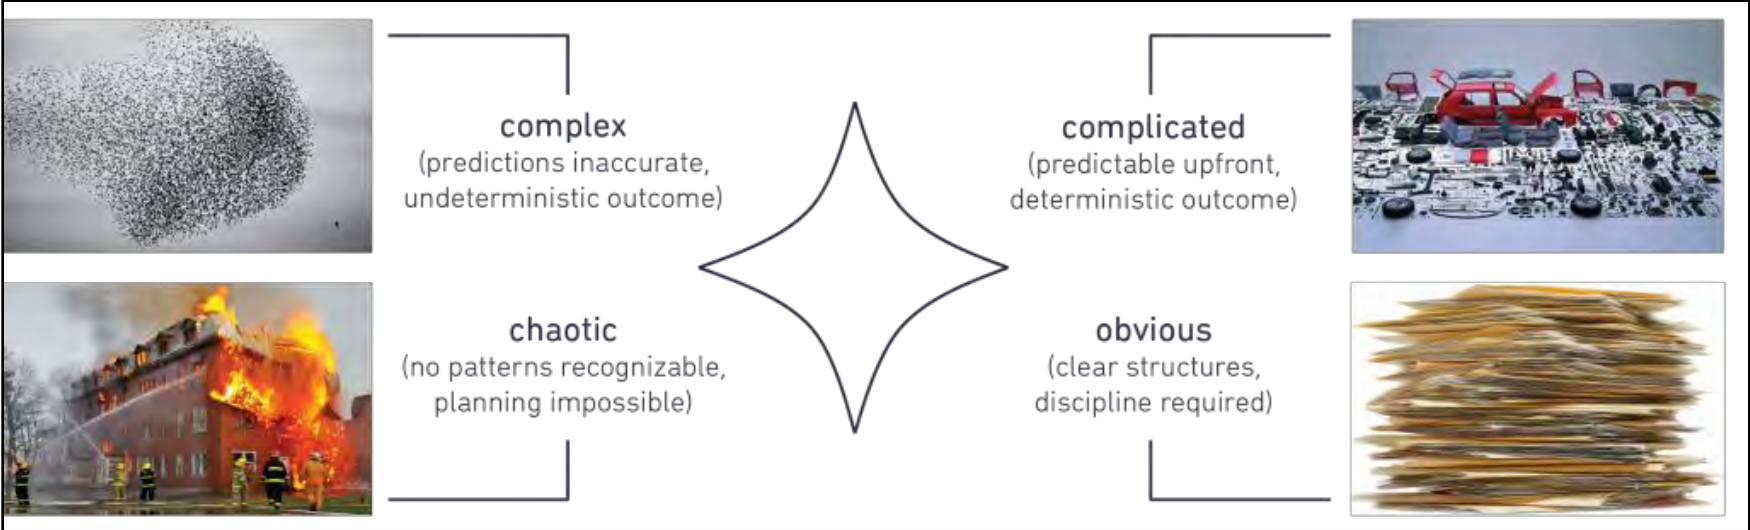 complex
(predictions inaccurate,
undeterministic outcome)
complicated
(predictable upfront,
deterministic outcome)
chaotic
(no patterns recognizable,
planning impossible)
obvious
(clear structures,
discipline required)